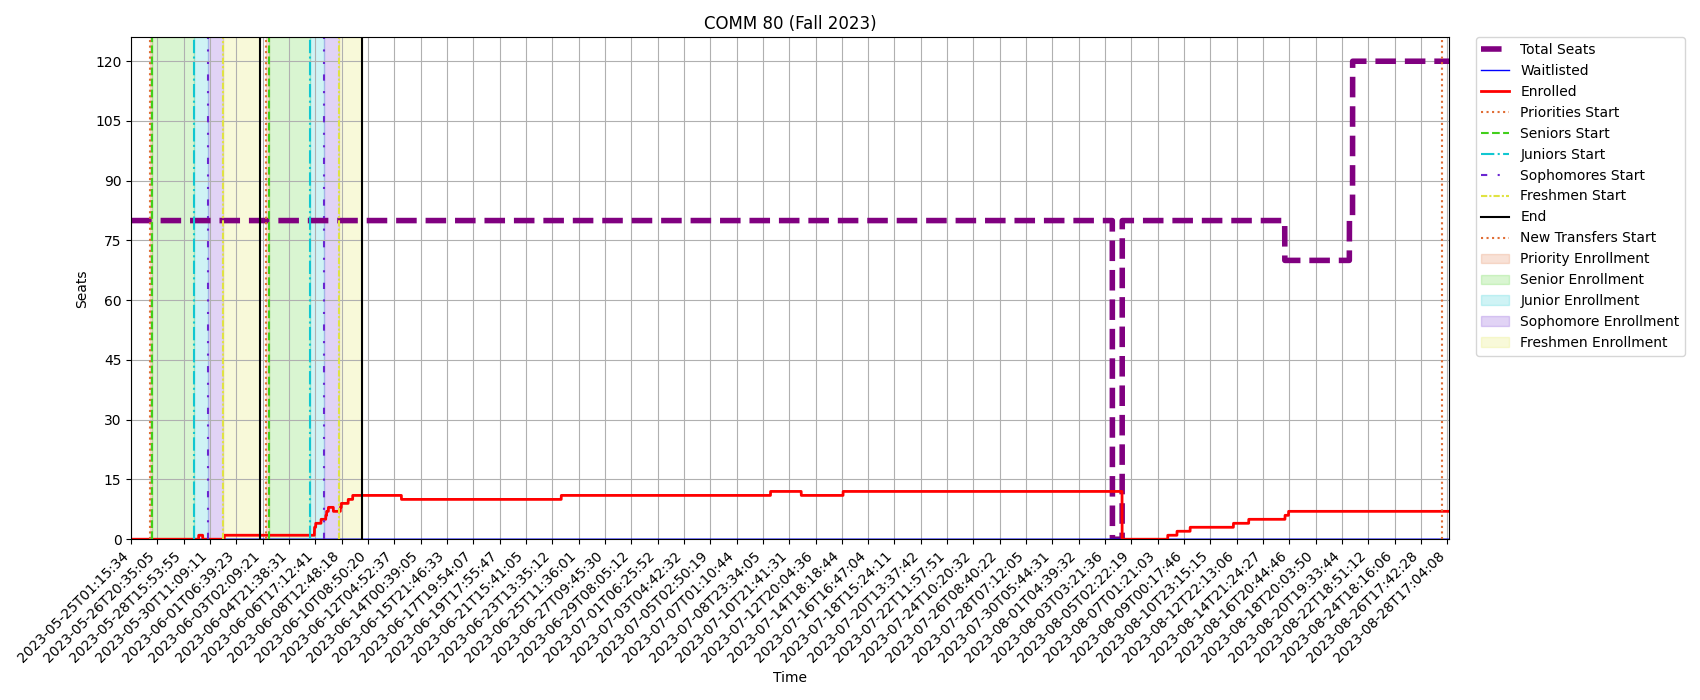 COMM 80 (Fall 2023)
120
105
90
75
60
45
30
15
0
Seats
2023-05-25T01:15:34
2023-05-26T20:35:05
2023-05-28T15:53:55
2023-05-30T11:09:11
2023-06-01T06:39:23
2023-06-03T02:09:21
2023-06-04T21:38:31
2023-06-06T17:12:41
2023-06-08T12:48:18
2023-06-10T08:50:20
2023-06-12T04:52:37
2023-06-14T00:39:05
2023-06-15T21:46:33
2023-06-17T19:54:07
2023-06-19T17:55:47
2023-06-21T15:41:05
2023-06-23T13:35:12
2023-06-25T11:36:01
2023-06-27T09:45:30
2023-06-29T08:05:12
2023-07-01T06:25:52
2023-07-03T04:42:32
2023-07-05T02:50:19
2023-07-07T01:10:44
2023-07-08T23:34:05
2023-07-10T21:41:31
2023-07-12T20:04:36
2023-07-14T18:18:44
2023-07-16T16:47:04
2023-07-18T15:24:11
2023-07-20T13:37:42
2023-07-22T11:57:51
2023-07-24T10:20:32
2023-07-26T08:40:22
2023-07-28T07:12:05
2023-07-30T05:44:31
2023-08-01T04:39:32
2023-08-03T03:21:36
2023-08-05T02:22:19
2023-08-07T01:21:03
2023-08-09T00:17:46
2023-08-10T23:15:15
2023-08-12T22:13:06
2023-08-14T21:24:27
2023-08-16T20:44:46
2023-08-18T20:03:50
2023-08-20T19:33:44
2023-08-22T18:51:12
2023-08-24T18:16:06
2023-08-26T17:42:28
2023-08-28T17:04:08
Time
Total Seats
Waitlisted
Enrolled
Priorities Start
Seniors Start
Juniors Start
Sophomores Start
Freshmen Start
End
New Transfers Start
Priority Enrollment
Senior Enrollment
Junior Enrollment
Sophomore Enrollment
Freshmen Enrollment